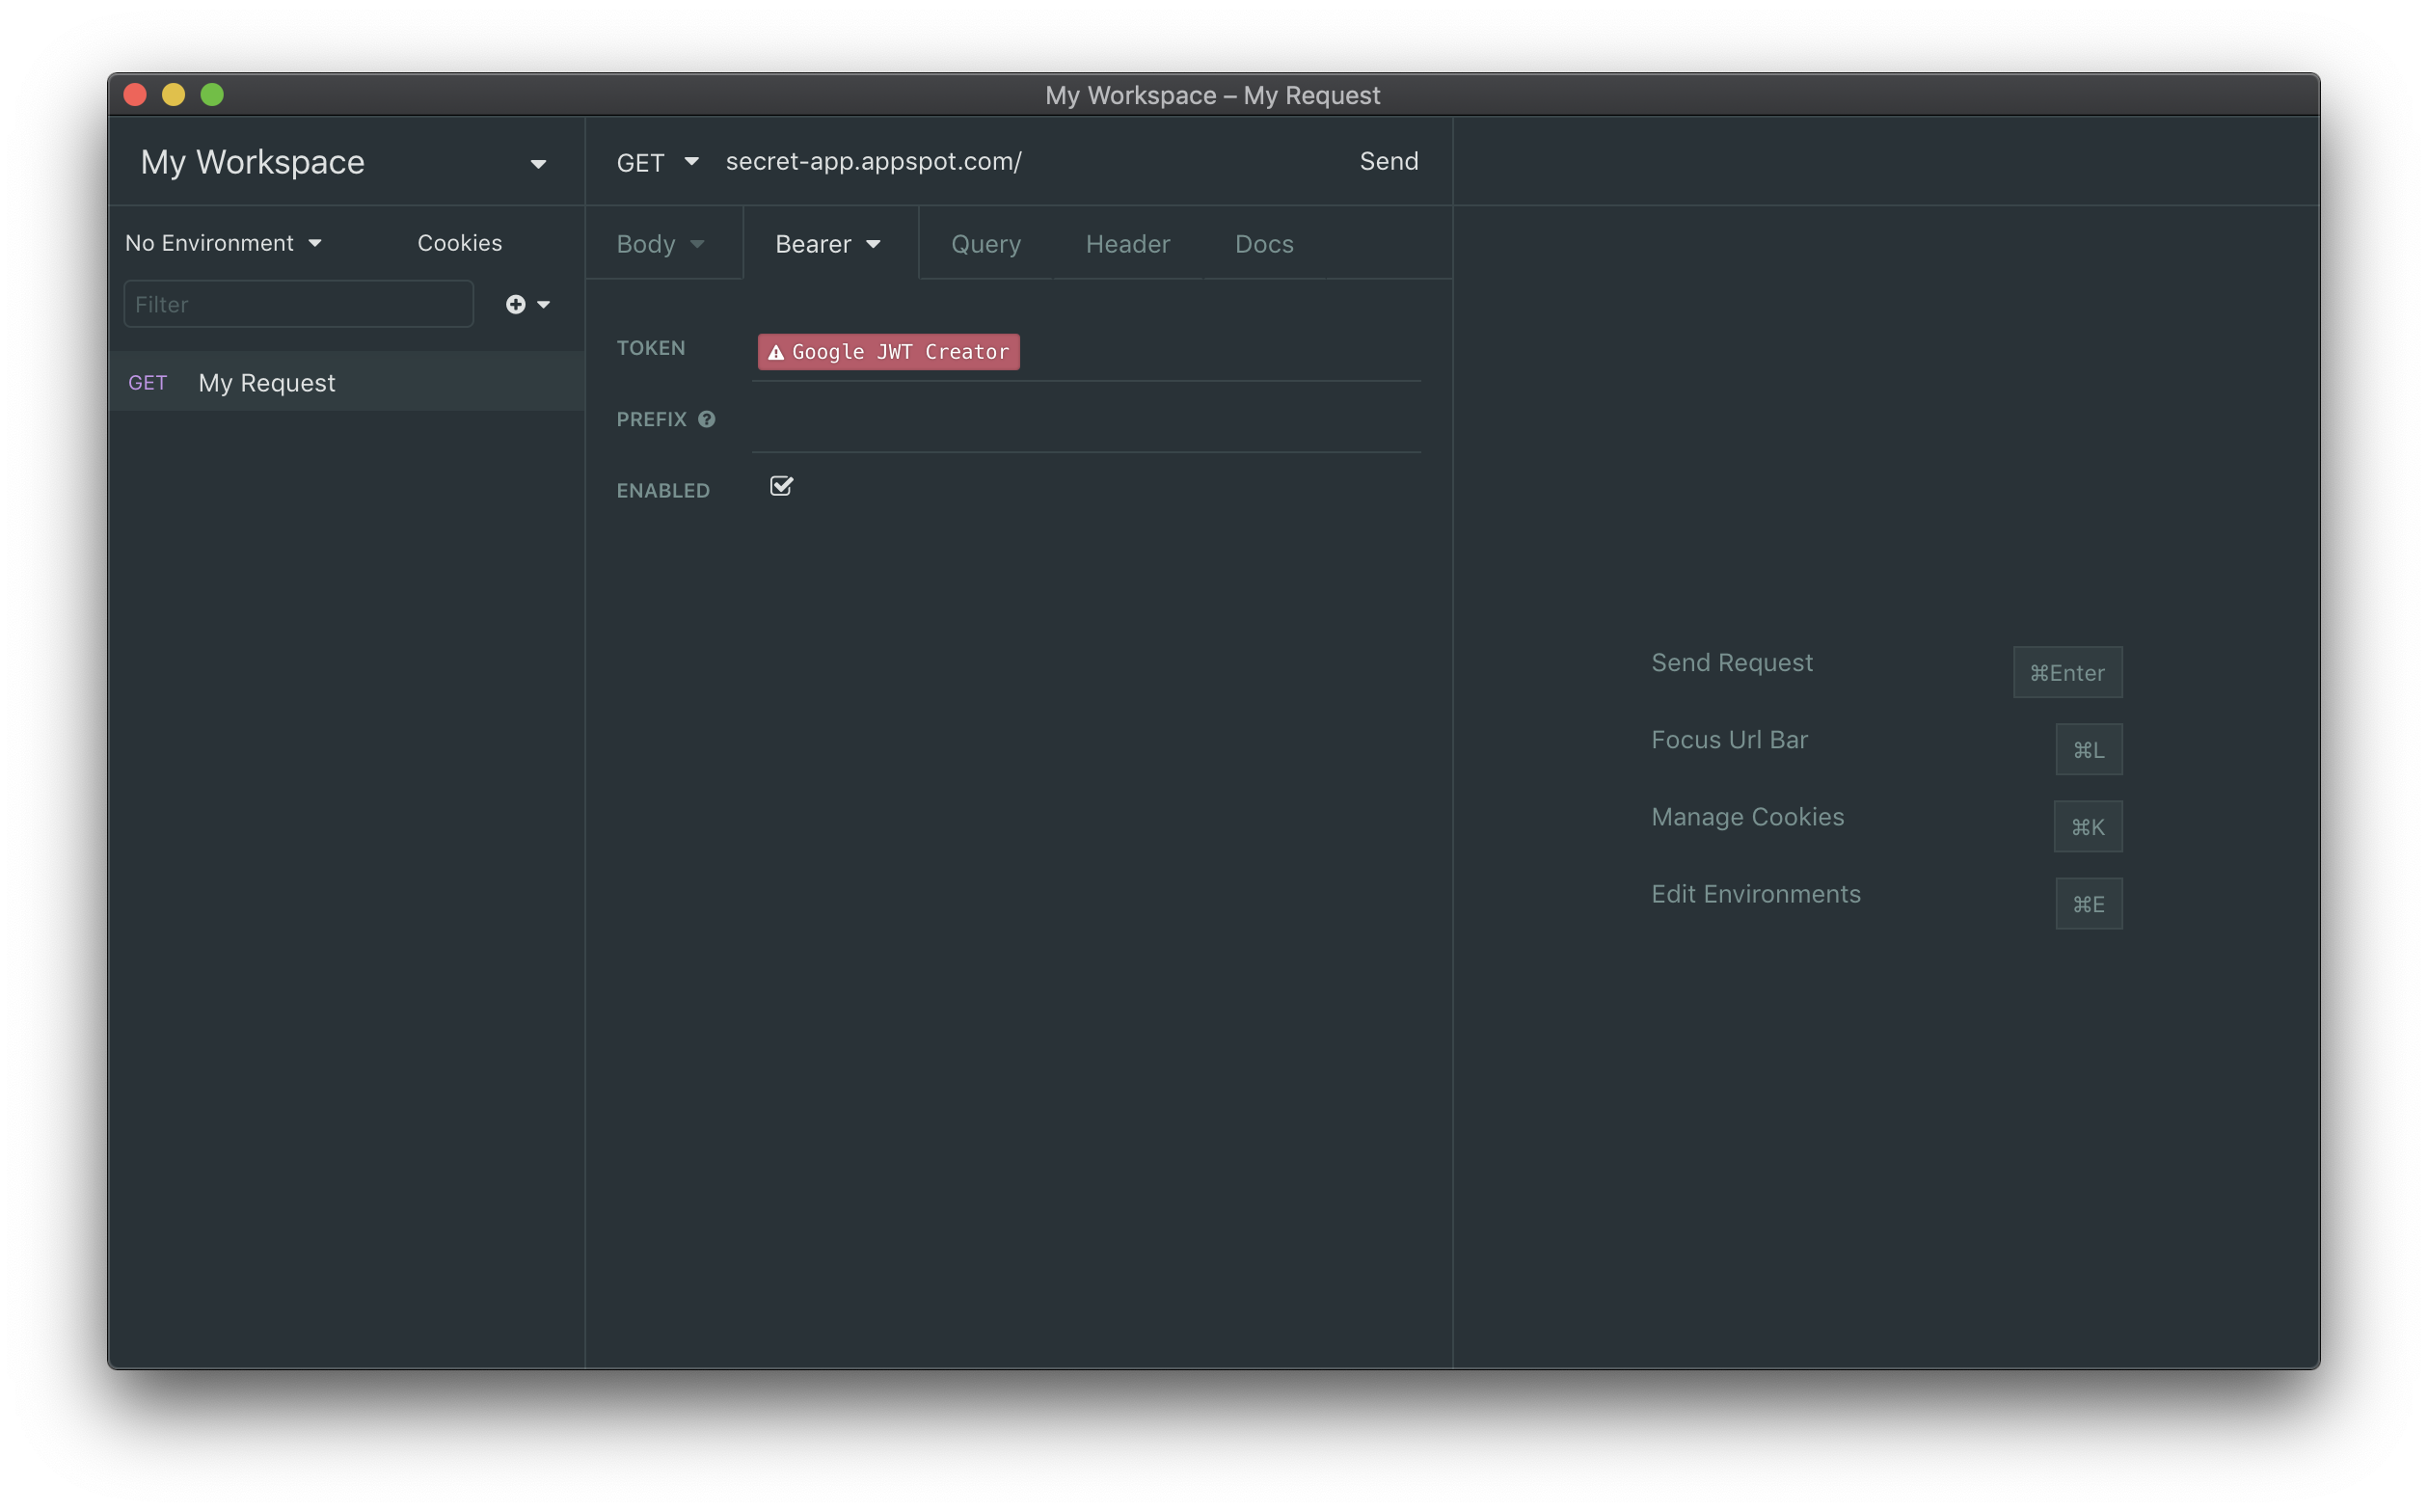 My Workspace – My Request
My Workspace
GET secret-app.appspot.com/ Send
No Environment Cookies
Body Bearer Query Header Docs
Filter
GET My Request
TOKEN Google JWT Creator
PREFIX
ENABLED
Send Request ⌘Enter
Focus Url Bar ⌘L
Manage Cookies ⌘K
Edit Environments ⌘E